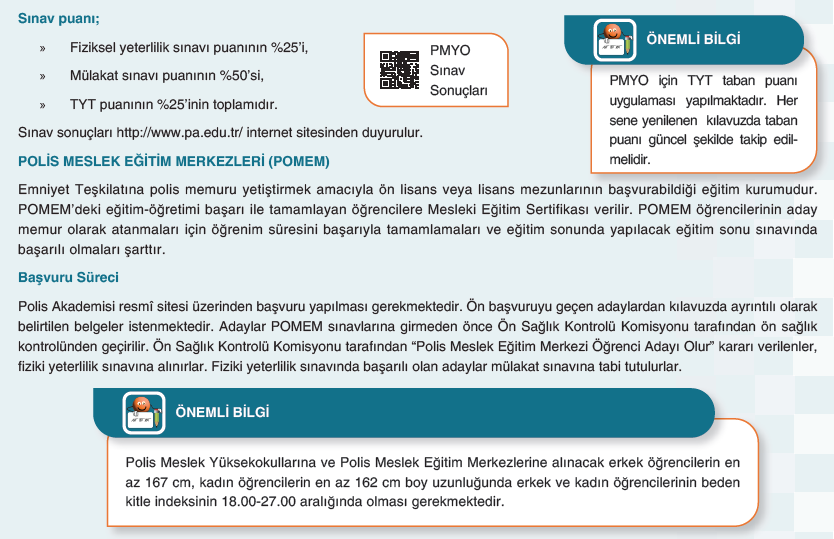 Sınav puanı;
» Fiziksel yeterlilik sınavı puanının %25’i,
» Mülakat sınavı puanının %50’si,
» TYT puanının %25’inin toplamıdır.
PMYO
Sınav
Sonuçları
ÖNEMLİ BİLGİ
PMYO için TYT taban puanı
uygulaması yapılmaktadır. Her
sene yenilenen kılavuzda taban
puanı güncel şekilde takip edil-
melidir.
Sınav sonuçları http://www.pa.edu.tr/ internet sitesinden duyurulur.
POLİS MESLEK EĞİTİM MERKEZLERİ (POMEM)
Emniyet Teşkilatına polis memuru yetiştirmek amacıyla ön lisans veya lisans mezunlarının başvurabildiği eğitim kurumudur.
POMEM’deki eğitim-öğretimi başarı ile tamamlayan öğrencilere Mesleki Eğitim Sertifikası verilir. POMEM öğrencilerinin aday
memur olarak atanmaları için öğrenim süresini başarıyla tamamlamaları ve eğitim sonunda yapılacak eğitim sonu sınavında
başarılı olmaları şarttır.
Başvuru Süreci
Polis Akademisi resmî sitesi üzerinden başvuru yapılması gerekmektedir. Ön başvuruyu geçen adaylardan kılavuzda ayrıntılı olarak
belirtilen belgeler istenmektedir. Adaylar POMEM sınavlarına girmeden önce Ön Sağlık Kontrolü Komisyonu tarafından ön sağlık
kontrolünden geçirilir. Ön Sağlık Kontrolü Komisyonu tarafından “Polis Meslek Eğitim Merkezi Öğrenci Adayı Olur” kararı verilenler,
fiziki yeterlilik sınavına alınırlar. Fiziki yeterlilik sınavında başarılı olan adaylar mülakat sınavına tabi tutulurlar.
ÖNEMLİ BİLGİ
Polis Meslek Yüksekokullarına ve Polis Meslek Eğitim Merkezlerine alınacak erkek öğrencilerin en
az 167 cm, kadın öğrencilerin en az 162 cm boy uzunluğunda erkek ve kadın öğrencilerinin beden
kitle indeksinin 18.00-27.00 aralığında olması gerekmektedir.